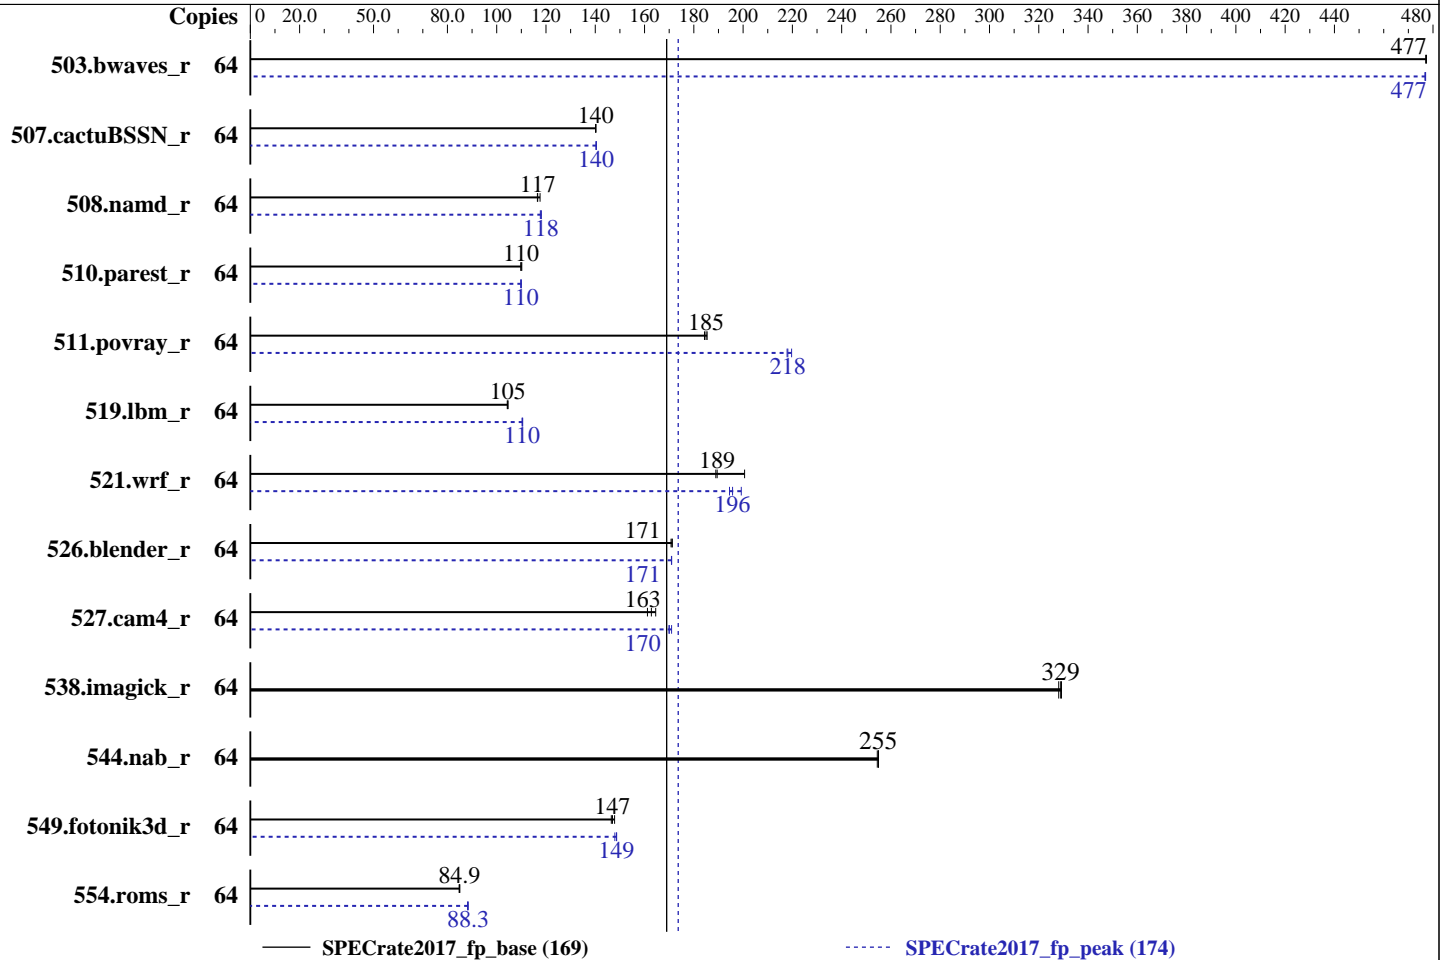 Copies 0 20.0 50.0 80.0 100 120 140 160 180 200 220 240 260 280 300 320 340 360 380 400 420 440 480
477
503.bwaves_r 64
477
140
507.cactuBSSN_r 64
140
117
508.namd_r 64
118
110
510.parest_r 64
110
185
511.povray_r 64
218
105
519.lbm_r 64
110
189
521.wrf_r 64
196
171
526.blender_r 64
171
163
527.cam4_r 64
170
329
538.imagick_r 64
255
544.nab_r 64
147
549.fotonik3d_r 64
149
84.9
554.roms_r 64
88.3
SPECrate2017_fp_base (169) SPECrate2017_fp_peak (174)